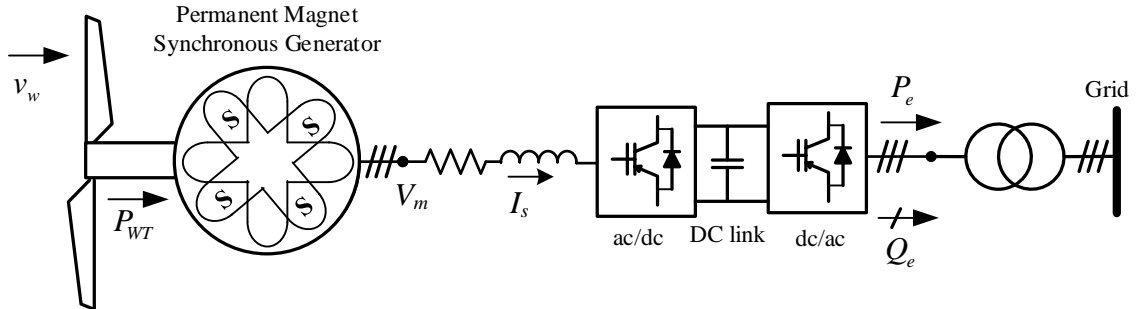 Permanent Magnet
Synchronous Generator
v_w
P_WT
S
S
S
S
V_m
I_s
ac/dc
DC link
dc/ac
P_e
Q_e
Grid